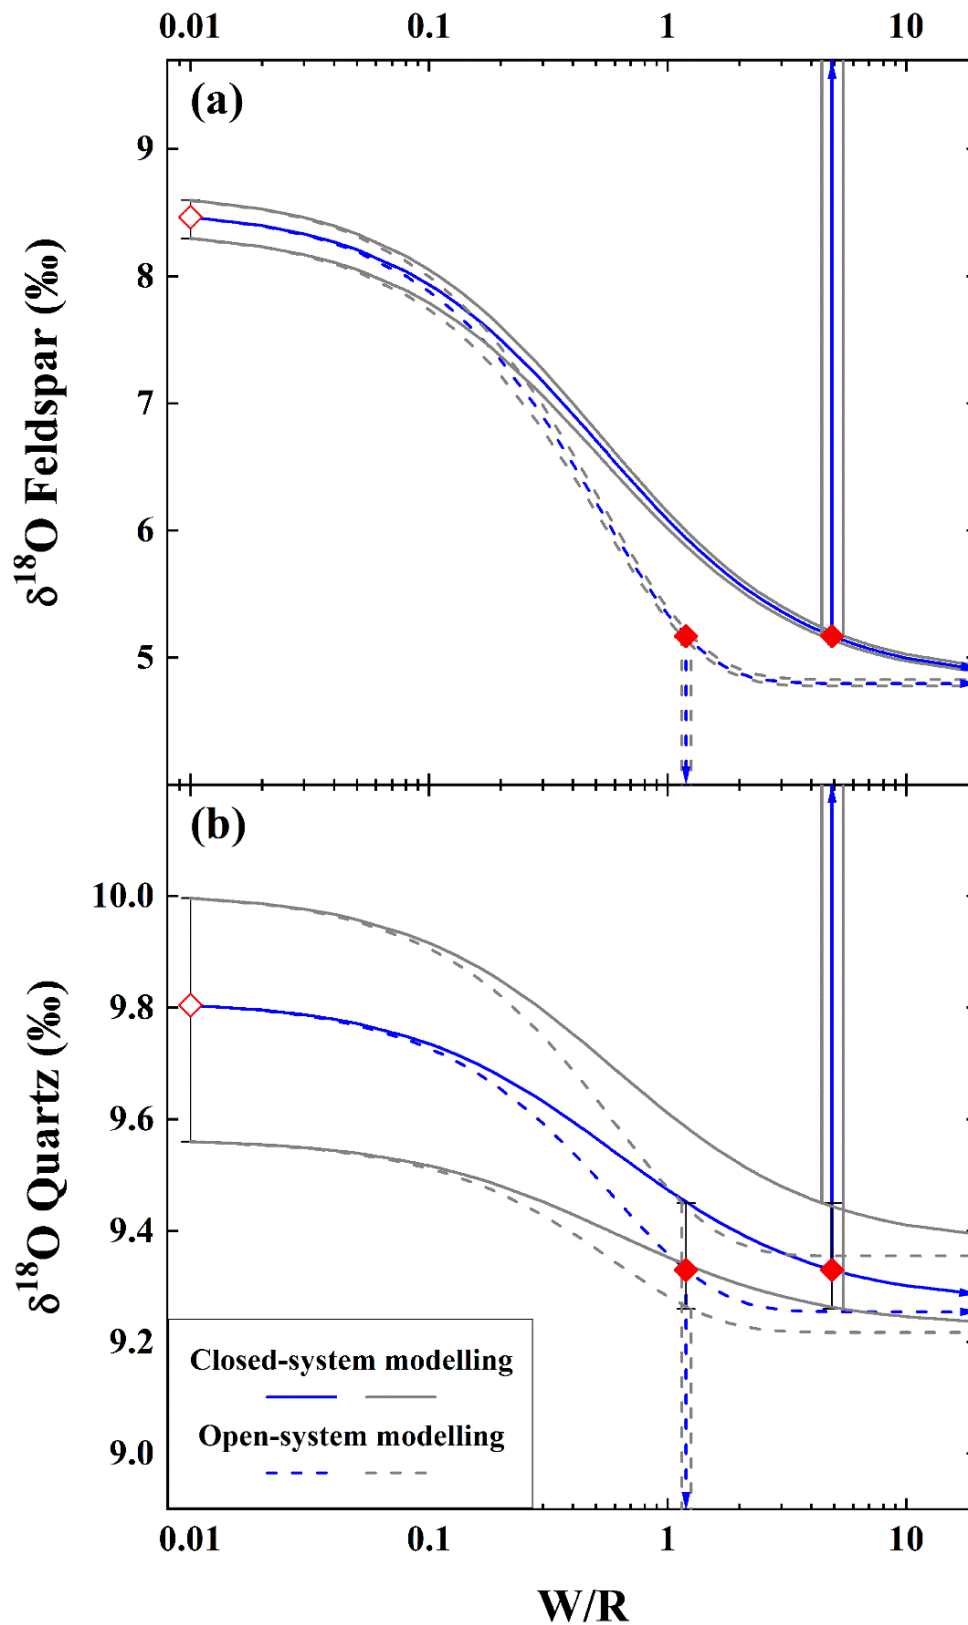 0.01 0.1 1 10
(a)
9
8
7
6
5
δ¹⁸O Feldspar (‰)
(b)
10.0
9.8
9.6
9.4
9.2
9.0
δ¹⁸O Quartz (‰)
Closed-system modelling
Open-system modelling
0.01 0.1 1 10
W/R